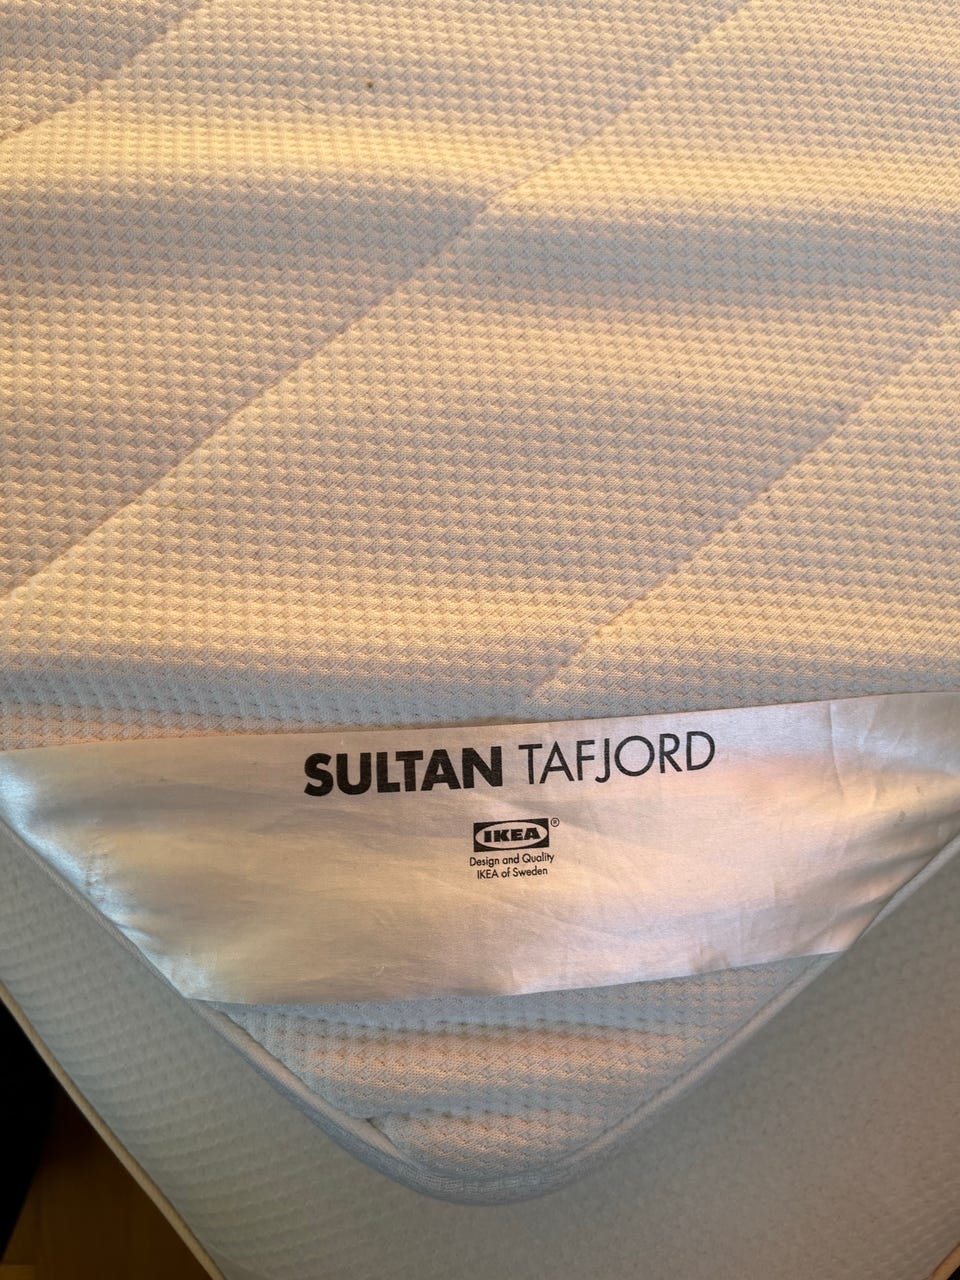 SULTAN TAFJORD
IKEA®
Design and Quality
IKEA of Sweden